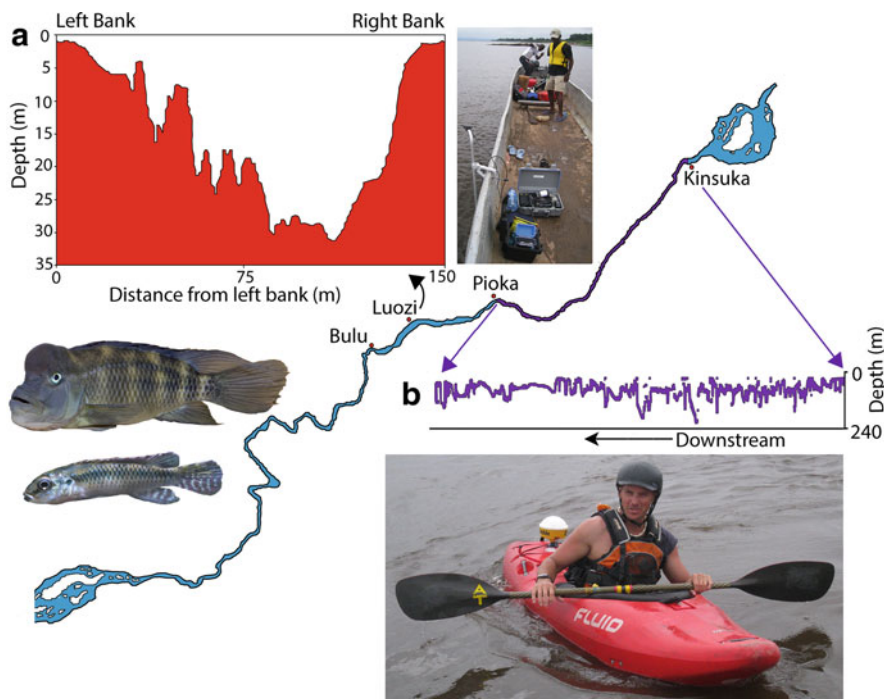 a
Left Bank
Right Bank
0
5
10
15
20
25
30
35
Depth (m)
0
75
150
Distance from left bank (m)
Kinsuka
Pioka
Luozi
Bulu
b
0
240
Depth (m)
Downstream
FLUID
AT